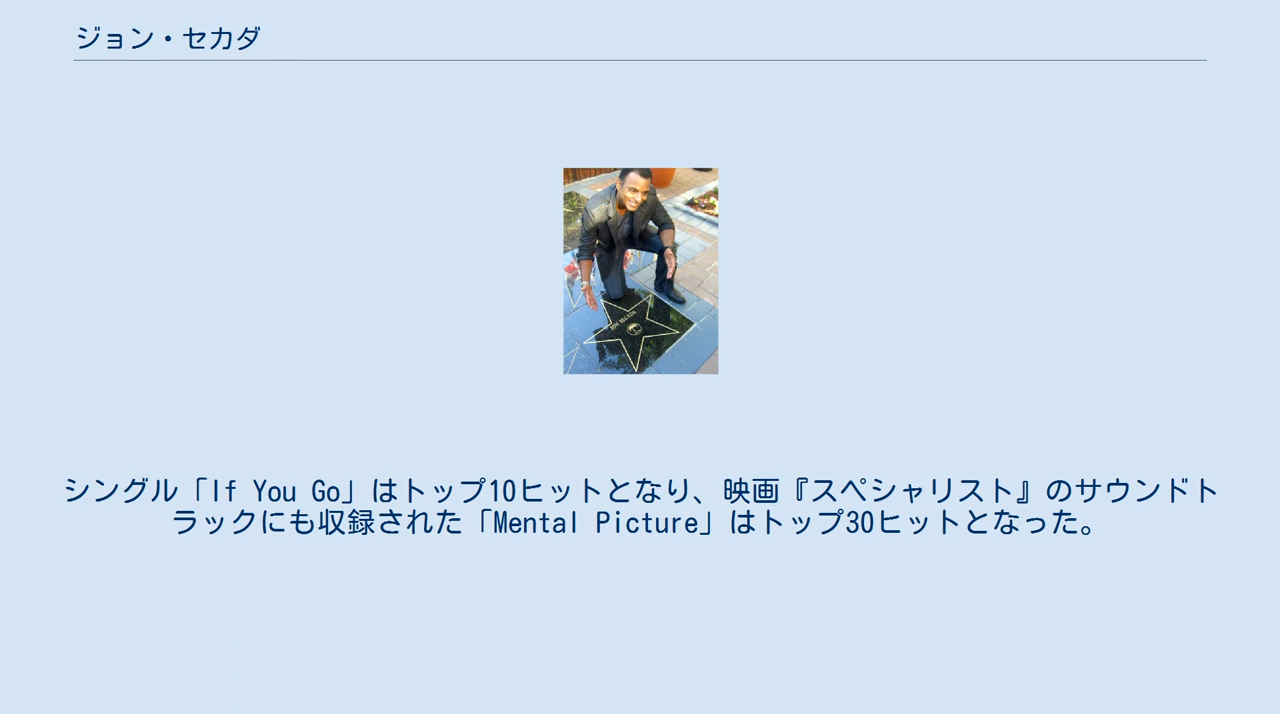 ジョン・セカダ
JON SECADA
シングル「If You Go」はトップ10ヒットとなり、映画『スペシャリスト』のサウンドト
ラックにも収録された「Mental Picture」はトップ30ヒットとなった。